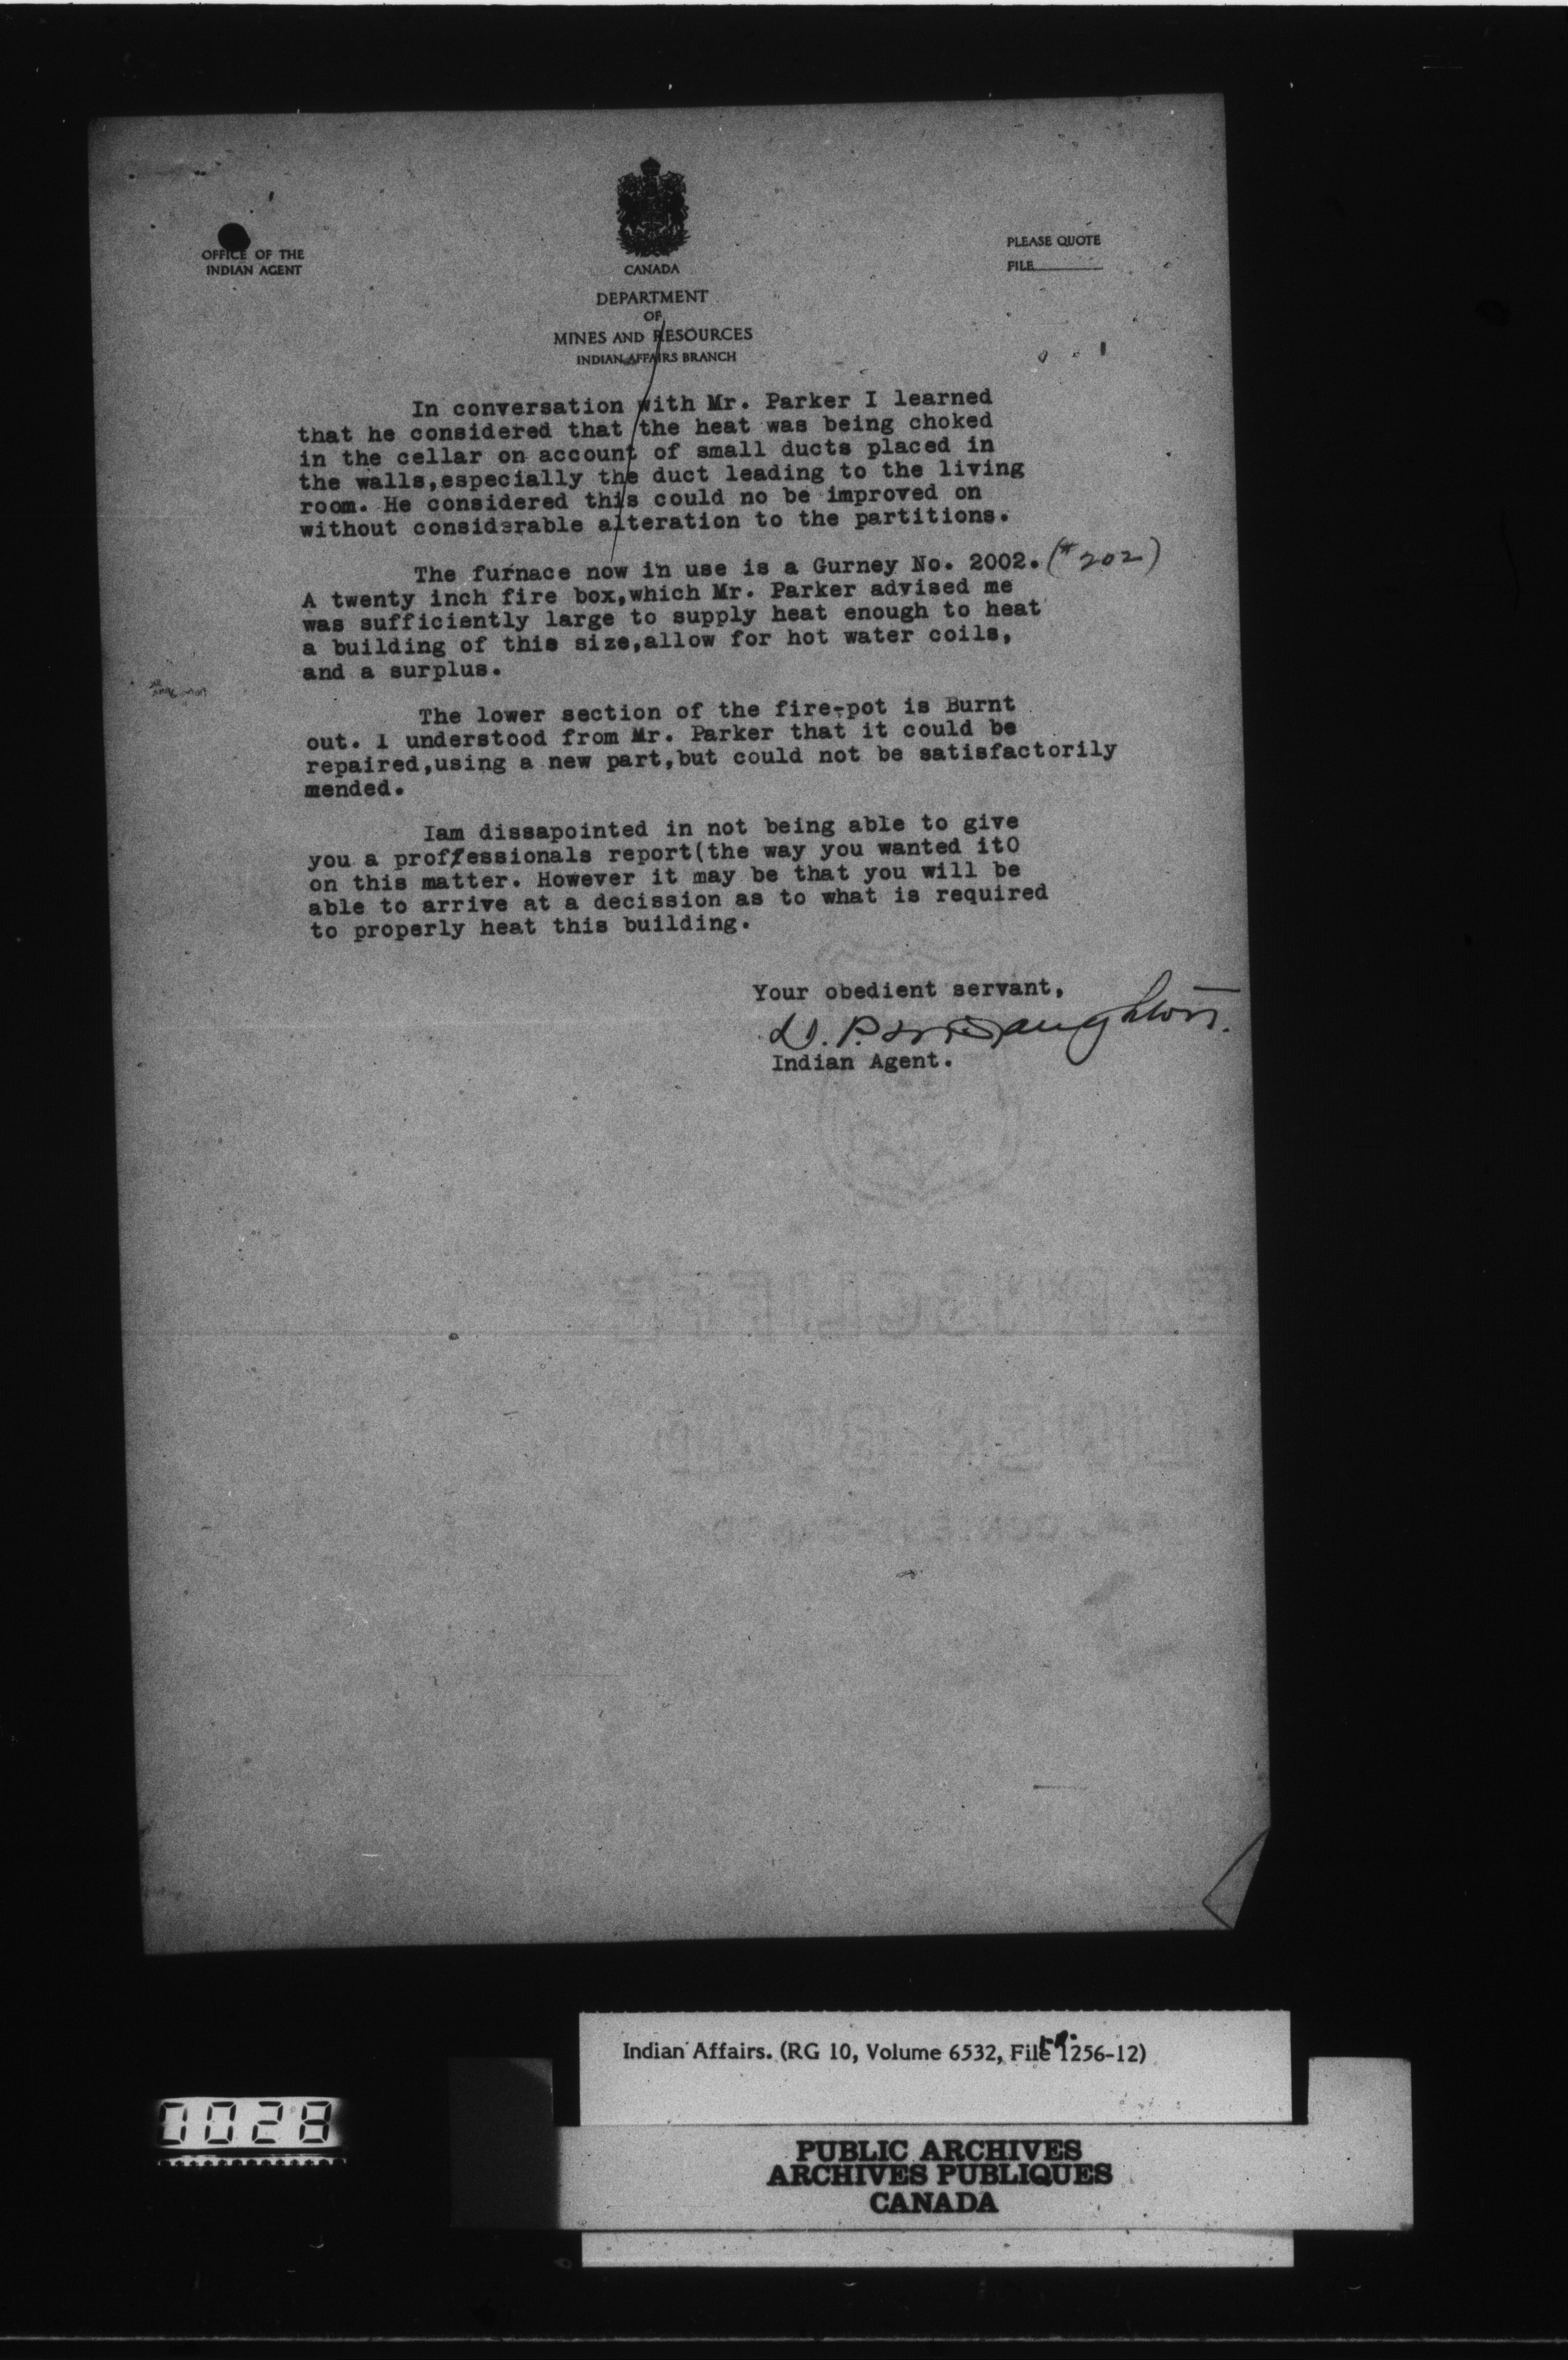 OFFICE OF THE
INDIAN AGENT
CANADA
DEPARTMENT
OF
MINES AND RESOURCES
INDIAN AFFAIRS BRANCH
PLEASE QUOTE
FILE
In conversation with Mr. Parker I learned
that he considered that the heat was being choked
in the cellar on account of small ducts placed in
the walls,especially the duct leading to the living
room. He considered this could no be improved on
without considerable alteration to the partitions.
The furnace now in use is a Gurney No. 2002. (#202)
A twenty inch fire box,which Mr. Parker advised me
was sufficiently large to supply heat enough to heat
a building of this size,allow for hot water coils,
and a surplus.
The lower section of the fire-pot is Burnt
out. I understood from Mr. Parker that it could be
repaired,using a new part,but could not be satisfactorily
mended.
Iam dissapointed in not being able to give
you a proffessionals report(the way you wanted it0
on this matter. However it may be that you will be
able to arrive at a decission as to what is required
to properly heat this building.
Your obedient servant,
Indian Agent.
EARNSCLIFFE
LINEN BOND
Indian Affairs. (RG 10, Volume 6532, File 1256-12)
PUBLIC ARCHIVES
ARCHIVES PUBLIQUES
CANADA
0028